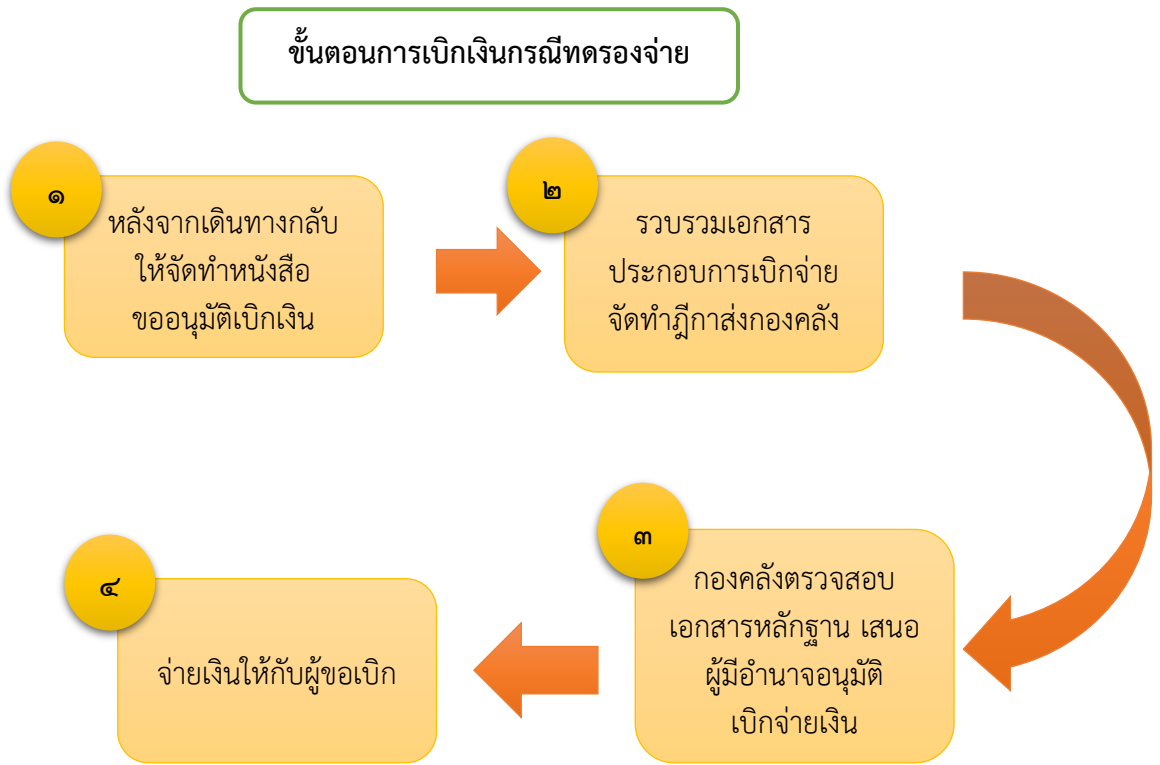 ขั้นตอนการเบิกเงินกรณีทดรองจ่าย
๑
หลังจากเดินทางกลับ
ให้จัดทำหนังสือ
ขออนุมัติเบิกเงิน
๒
รวบรวมเอกสาร
ประกอบการเบิกจ่าย
จัดทำฎีกาส่งกองคลัง
๓
กองคลังตรวจสอบ
เอกสารหลักฐาน เสนอ
ผู้มีอำนาจอนุมัติ
เบิกจ่ายเงิน
๔
จ่ายเงินให้กับผู้ขอเบิก